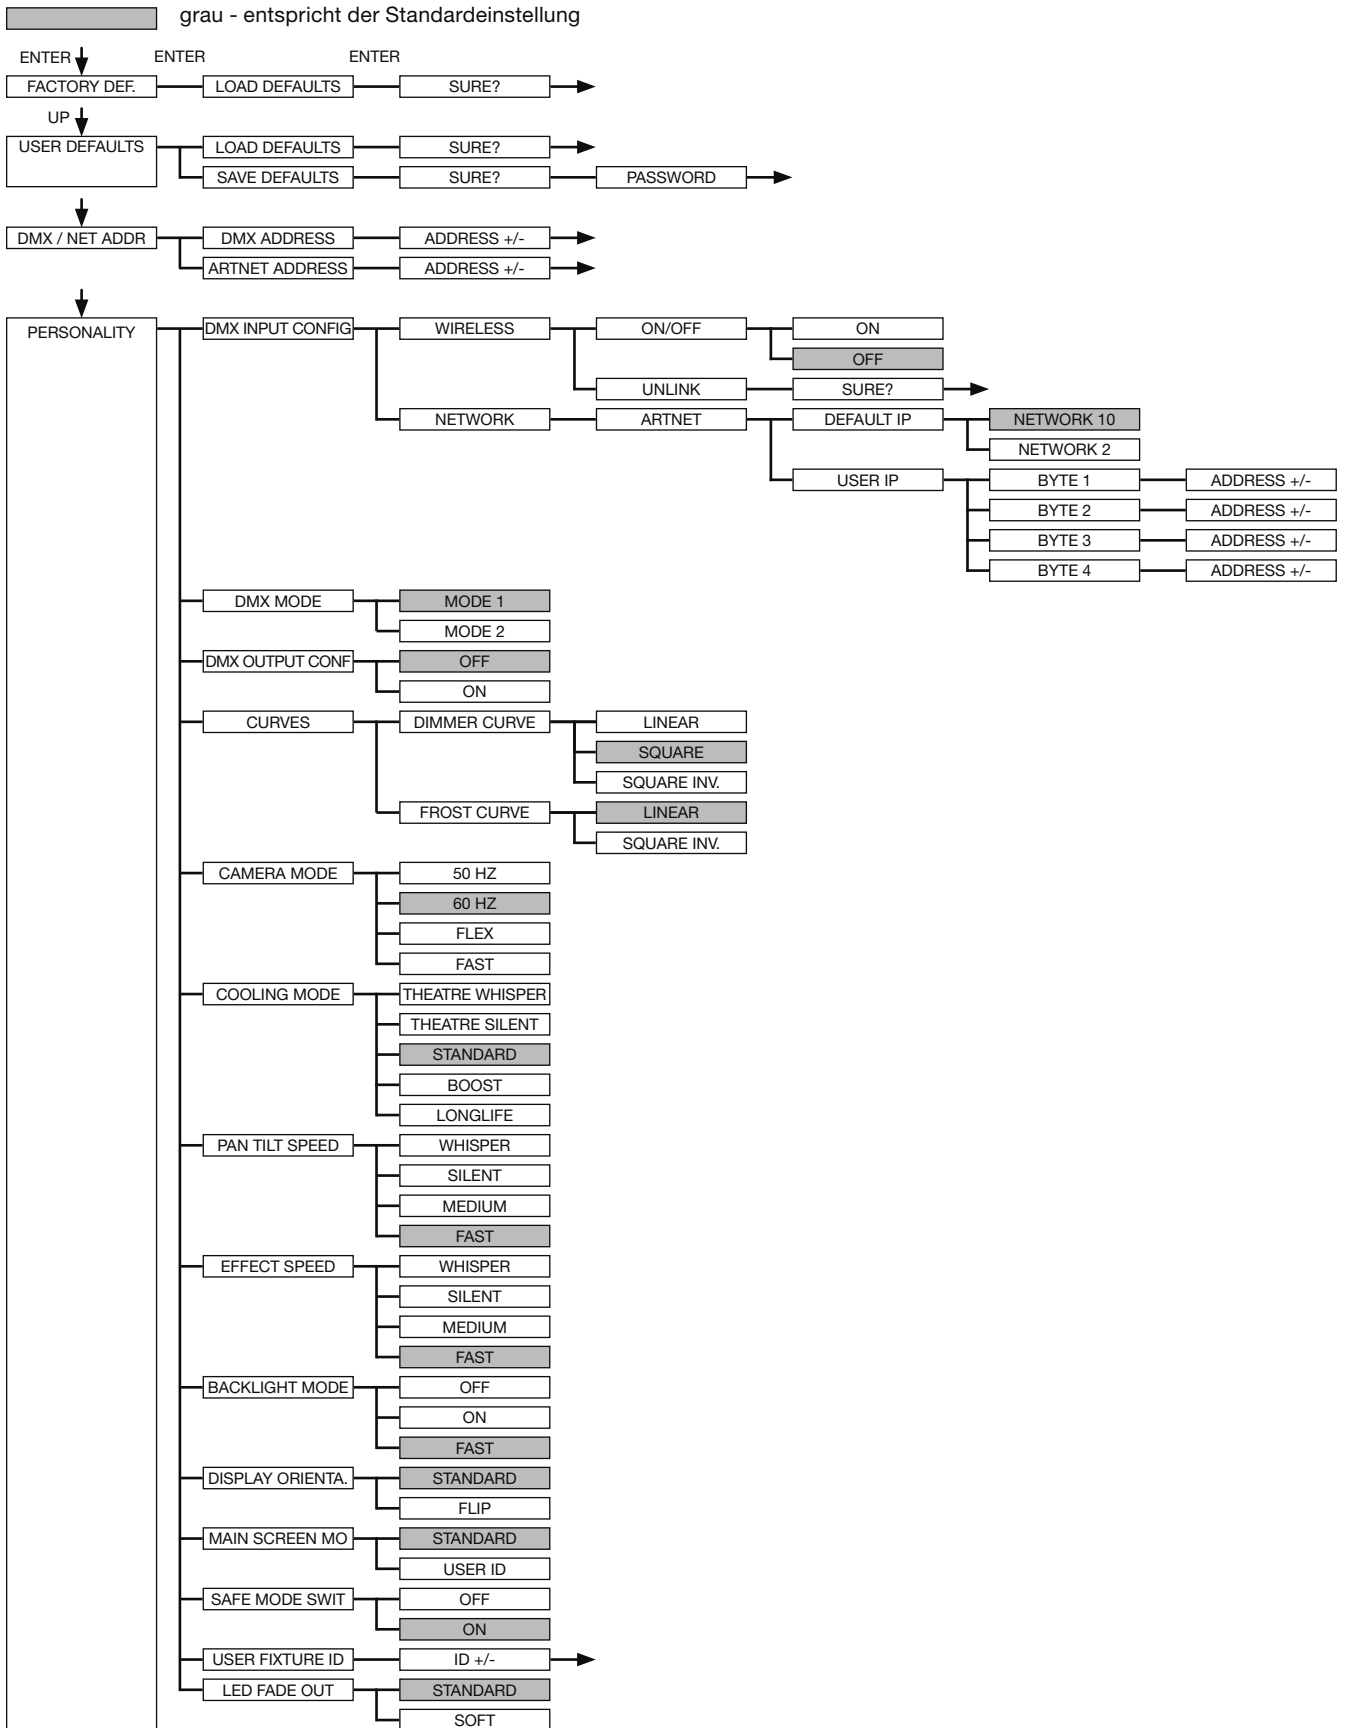 grau - entspricht der Standardeinstellung
ENTER ENTER ENTER
FACTORY DEF. LOAD DEFAULTS SURE?
UP
USER DEFAULTS LOAD DEFAULTS SURE?
SAVE DEFAULTS SURE? PASSWORD
DMX / NET ADDR DMX ADDRESS ADDRESS +/-
ARTNET ADDRESS ADDRESS +/-
PERSONALITY DMX INPUT CONFIG WIRELESS ON/OFF ON
OFF
UNLINK SURE?
NETWORK ARTNET DEFAULT IP NETWORK 10
NETWORK 2
USER IP BYTE 1 ADDRESS +/-
BYTE 2 ADDRESS +/-
BYTE 3 ADDRESS +/-
BYTE 4 ADDRESS +/-
DMX MODE MODE 1
MODE 2
DMX OUTPUT CONF OFF
ON
CURVES DIMMER CURVE LINEAR
SQUARE
SQUARE INV.
FROST CURVE LINEAR
SQUARE INV.
CAMERA MODE 50 HZ
60 HZ
FLEX
FAST
COOLING MODE THEATRE WHISPER
THEATRE SILENT
STANDARD
BOOST
LONGLIFE
PAN TILT SPEED WHISPER
SILENT
MEDIUM
FAST
EFFECT SPEED WHISPER
SILENT
MEDIUM
FAST
BACKLIGHT MODE OFF
ON
FAST
DISPLAY ORIENTA. STANDARD
FLIP
MAIN SCREEN MO STANDARD
USER ID
SAFE MODE SWIT OFF
ON
USER FIXTURE ID ID +/-
LED FADE OUT STANDARD
SOFT